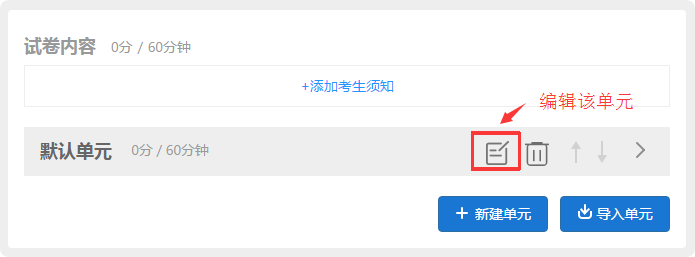 试卷内容 0分 / 60分钟
+添加考生须知
编辑该单元
默认单元 0分 / 60分钟
新建单元 导入单元